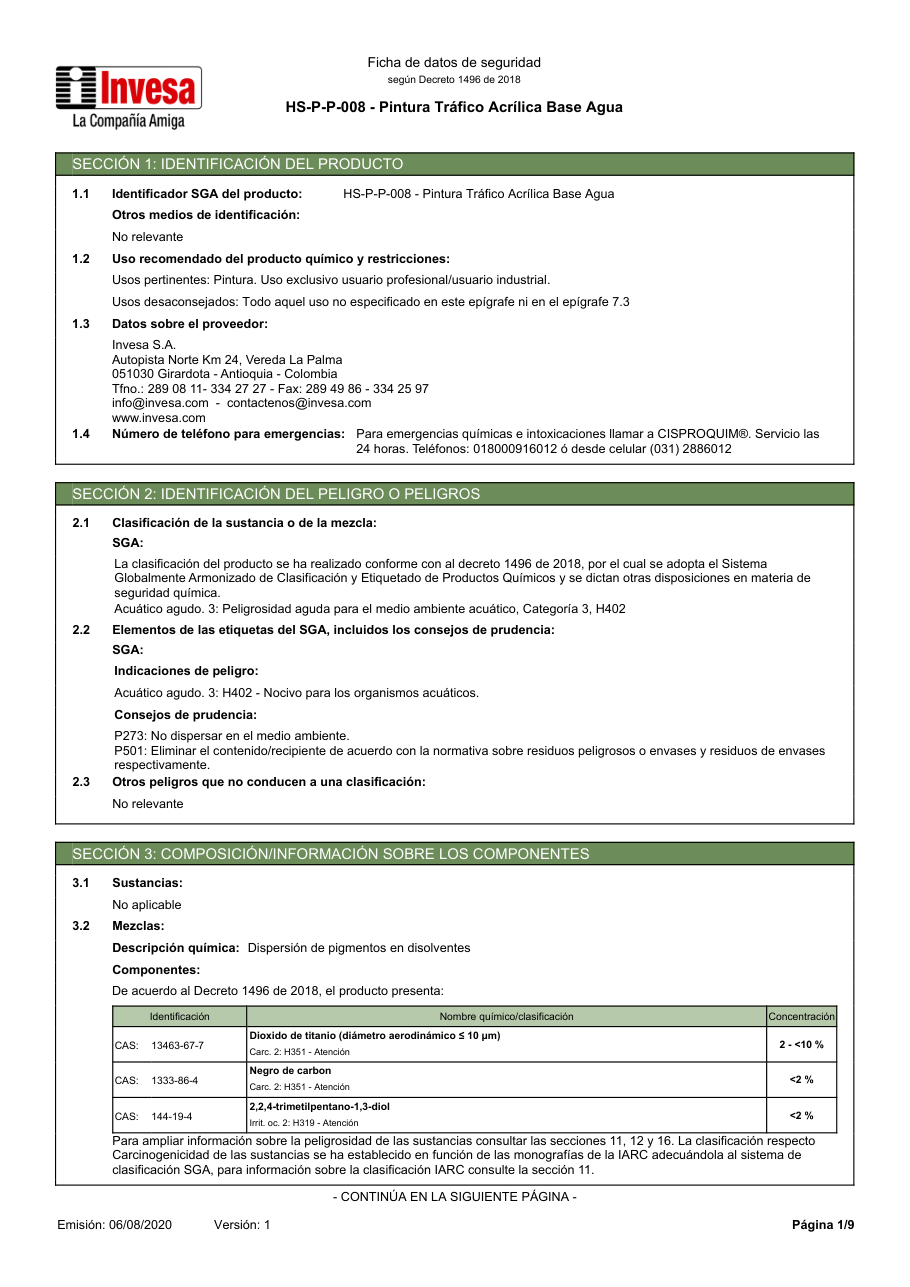 Invesa
La Compañía Amiga
Ficha de datos de seguridad
según Decreto 1496 de 2018
HS-P-P-008 - Pintura Tráfico Acrílica Base Agua
SECCIÓN 1: IDENTIFICACIÓN DEL PRODUCTO
1.1 Identificador SGA del producto: HS-P-P-008 - Pintura Tráfico Acrílica Base Agua
Otros medios de identificación:
No relevante
1.2 Uso recomendado del producto químico y restricciones:
Usos pertinentes: Pintura. Uso exclusivo usuario profesional/usuario industrial.
Usos desaconsejados: Todo aquel uso no especificado en este epígrafe ni en el epígrafe 7.3
1.3 Datos sobre el proveedor:
Invesa S.A.
Autopista Norte Km 24, Vereda La Palma
051030 Girardota - Antioquia - Colombia
Tfno.: 289 08 11- 334 27 27 - Fax: 289 49 86 - 334 25 97
info@invesa.com - contactenos@invesa.com
www.invesa.com
1.4 Número de teléfono para emergencias: Para emergencias químicas e intoxicaciones llamar a CISPROQUIM®. Servicio las
24 horas. Teléfonos: 018000916012 ó desde celular (031) 2886012
SECCIÓN 2: IDENTIFICACIÓN DEL PELIGRO O PELIGROS
2.1 Clasificación de la sustancia o de la mezcla:
SGA:
La clasificación del producto se ha realizado conforme con al decreto 1496 de 2018, por el cual se adopta el Sistema
Globalmente Armonizado de Clasificación y Etiquetado de Productos Químicos y se dictan otras disposiciones en materia de
seguridad química.
Acuático agudo. 3: Peligrosidad aguda para el medio ambiente acuático, Categoría 3, H402
2.2 Elementos de las etiquetas del SGA, incluidos los consejos de prudencia:
SGA:
Indicaciones de peligro:
Acuático agudo. 3: H402 - Nocivo para los organismos acuáticos.
Consejos de prudencia:
P273: No dispersar en el medio ambiente.
P501: Eliminar el contenido/recipiente de acuerdo con la normativa sobre residuos peligrosos o envases y residuos de envases
respectivamente.
2.3 Otros peligros que no conducen a una clasificación:
No relevante
SECCIÓN 3: COMPOSICIÓN/INFORMACIÓN SOBRE LOS COMPONENTES
3.1 Sustancias:
No aplicable
3.2 Mezclas:
Descripción química: Dispersión de pigmentos en disolventes
Componentes:
De acuerdo al Decreto 1496 de 2018, el producto presenta:
Identificación Nombre químico/clasificación Concentración
CAS: 13463-67-7 Dioxido de titanio (diámetro aerodinámico ≤ 10 µm) 2 - <10 %
Carc. 2: H351 - Atención
CAS: 1333-86-4 Negro de carbon <2 %
Carc. 2: H351 - Atención
CAS: 144-19-4 2,2,4-trimetilpentano-1,3-diol <2 %
Irrit. oc. 2: H319 - Atención
Para ampliar información sobre la peligrosidad de las sustancias consultar las secciones 11, 12 y 16. La clasificación respecto
Carcinogenicidad de las sustancias se ha establecido en función de las monografías de la IARC adecuándola al sistema de
clasificación SGA, para información sobre la clasificación IARC consulte la sección 11.
- CONTINÚA EN LA SIGUIENTE PÁGINA -
Emisión: 06/08/2020 Versión: 1 Página 1/9